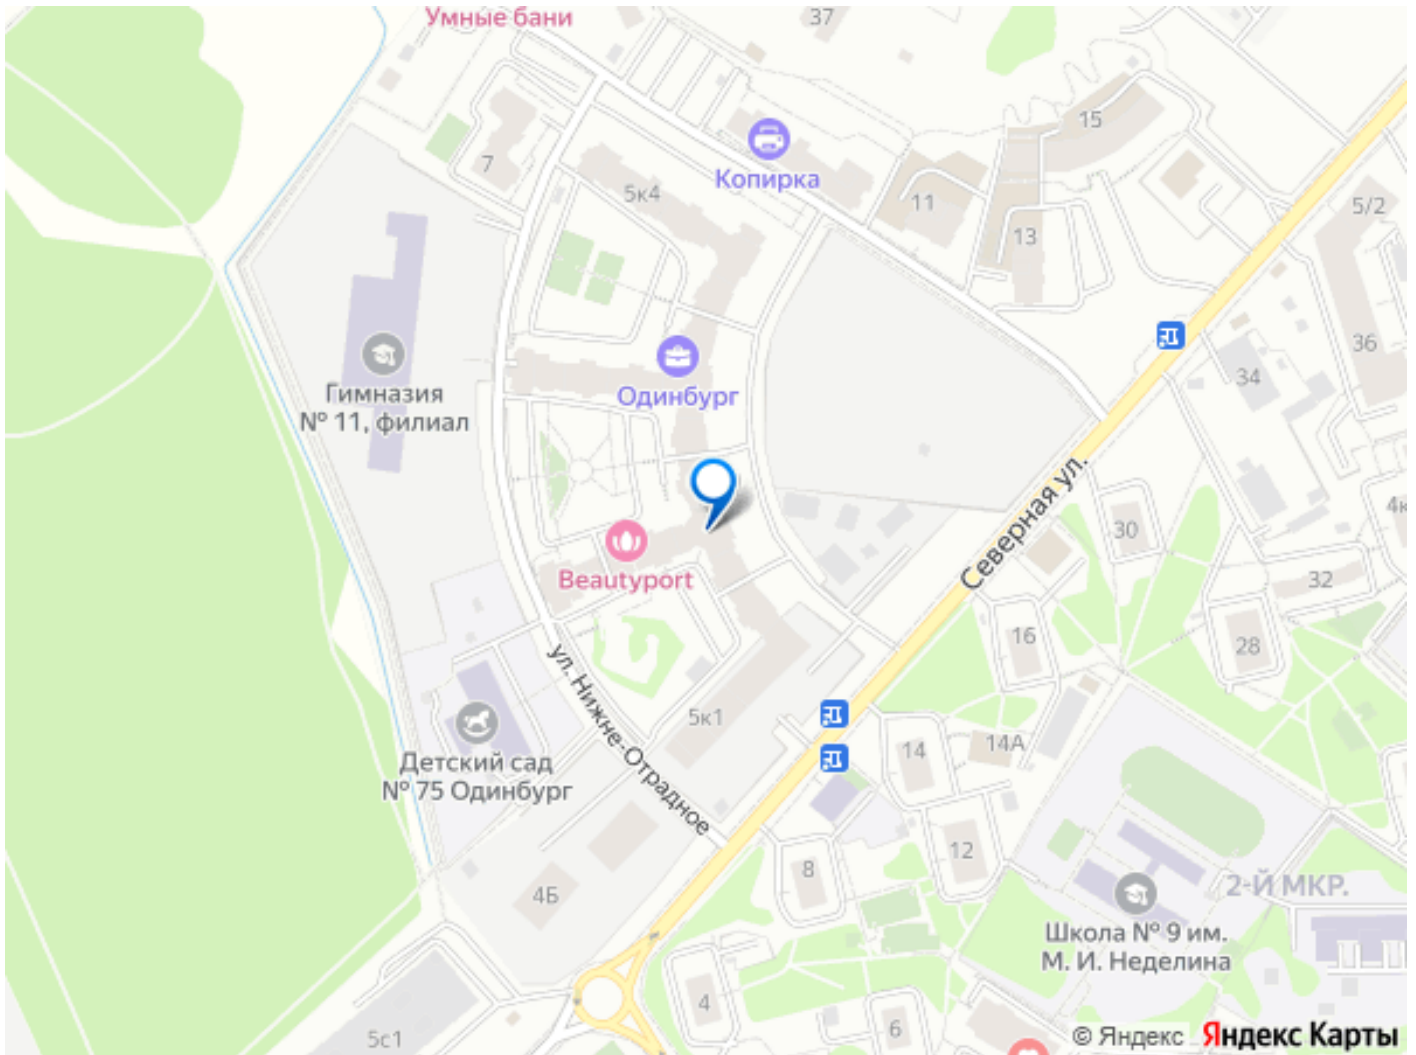 Умные бани
37
15
7
Копирка
5к4
11
5/2
13
36
Гимназия
№ 11, филиал
Одинбург
34
Северная ул.
4к
30
Beautyport
32
16
28
ул. Нижне-Отрадное
5к1
14
14А
Детский сад
№ 75 Одинбург
12
8
4Б
2-Й МКР.
Школа № 9 им.
М. И. Неделина
4
6
5с1
© Яндекс Яндекс Карты